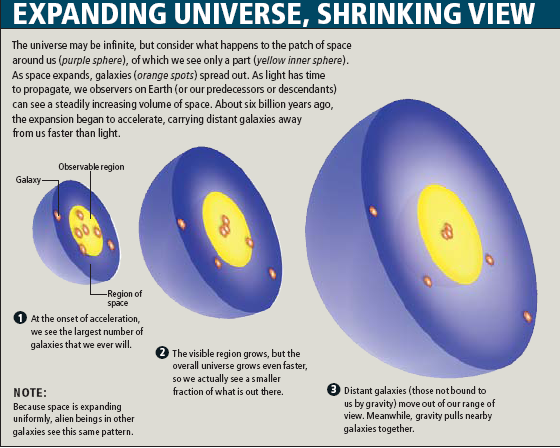 EXPANDING UNIVERSE, SHRINKING VIEW
The universe may be infinite, but consider what happens to the patch of space
around us (purple sphere), of which we see only a part (yellow inner sphere).
As space expands, galaxies (orange spots) spread out. As light has time
to propagate, we observers on Earth (or our predecessors or descendants)
can see a steadily increasing volume of space. About six billion years ago,
the expansion began to accelerate, carrying distant galaxies away
from us faster than light.
Observable region
Galaxy
Region of
space
1 At the onset of acceleration,
we see the largest number of
galaxies that we ever will.
2 The visible region grows, but the
overall universe grows even faster,
so we actually see a smaller
fraction of what is out there.
3 Distant galaxies (those not bound to
us by gravity) move out of our range of
view. Meanwhile, gravity pulls nearby
galaxies together.
NOTE:
Because space is expanding
uniformly, alien beings in other
galaxies see this same pattern.